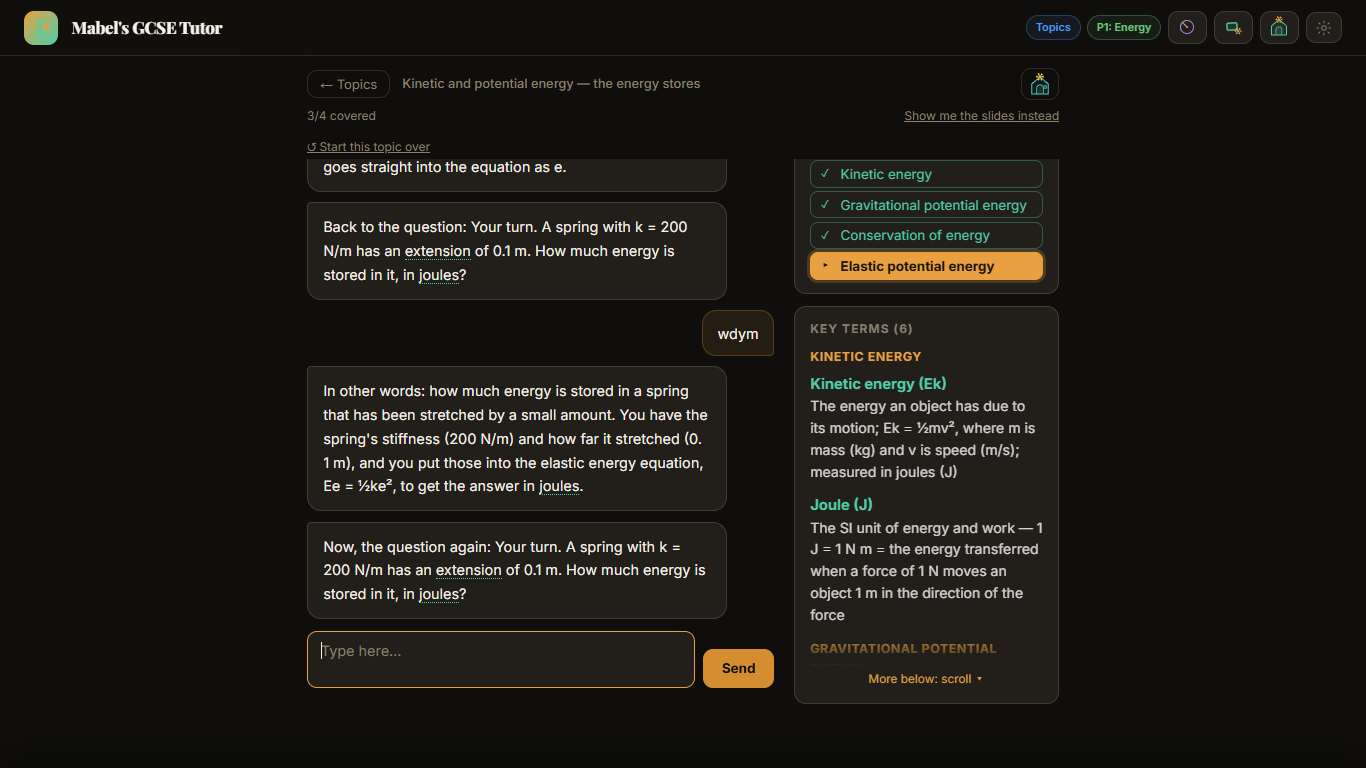 Mabel's GCSE Tutor
Topics
P1: Energy
← Topics
Kinetic and potential energy — the energy stores
3/4 covered
Show me the slides instead
↺ Start this topic over
goes straight into the equation as e.
Back to the question: Your turn. A spring with k = 200
N/m has an extension of 0.1 m. How much energy is
stored in it, in joules?
wdym
In other words: how much energy is stored in a spring
that has been stretched by a small amount. You have the
spring's stiffness (200 N/m) and how far it stretched (0.
1 m), and you put those into the elastic energy equation,
Ee = ½ke², to get the answer in joules.
Now, the question again: Your turn. A spring with k =
200 N/m has an extension of 0.1 m. How much energy is
stored in it, in joules?
Type here...
Send
✓ Kinetic energy
✓ Gravitational potential energy
✓ Conservation of energy
‣ Elastic potential energy
KEY TERMS (6)
KINETIC ENERGY
Kinetic energy (Ek)
The energy an object has due to
its motion; Ek = ½mv², where m is
mass (kg) and v is speed (m/s);
measured in joules (J)
Joule (J)
The SI unit of energy and work — 1
J = 1 N m = the energy transferred
when a force of 1 N moves an
object 1 m in the direction of the
force
GRAVITATIONAL POTENTIAL
More below: scroll ▾